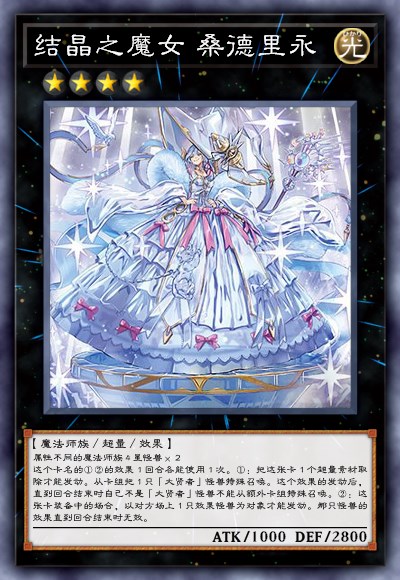 结晶之魔女 桑德里永
光
ひかり
【魔法师族/超量/效果】
属性不同的魔法师族4星怪兽×2
这个卡名的①②的效果1回合各能使用1次。①：把这张卡1个超量素材取
除才能发动。从卡组把1只「大贤者」怪兽特殊召唤。这个效果的发动后，
直到回合结束时自己不是「大贤者」怪兽不能从额外卡组特殊召唤。②：这
张卡装备中的场合，以对方场上1只效果怪兽为对象才能发动。那只怪兽的
效果直到回合结束时无效。
ATK/1000 DEF/2800